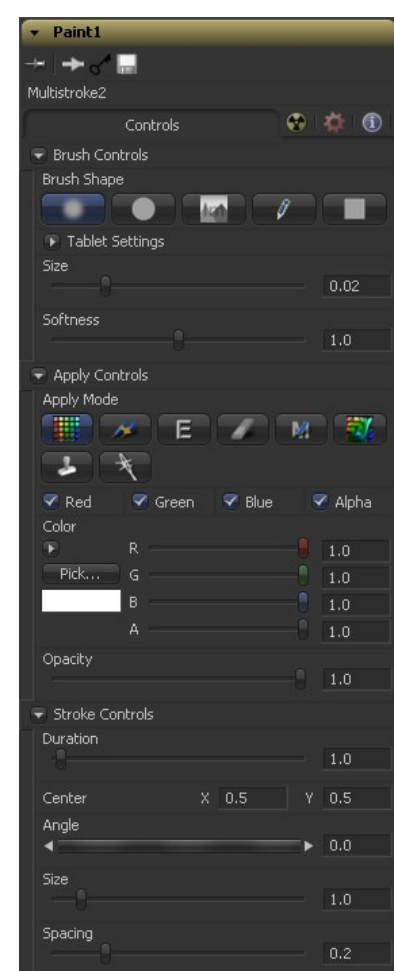 Paint1
Multistroke2
Controls
Brush Controls
Brush Shape
Tablet Settings
Size
0.02
Softness
1.0
Apply Controls
Apply Mode
E
M
Red Green Blue Alpha
Color
R 1.0
Pick... G 1.0
B 1.0
A 1.0
Opacity
1.0
Stroke Controls
Duration
1.0
Center X 0.5 Y 0.5
Angle
0.0
Size
1.0
Spacing
0.2